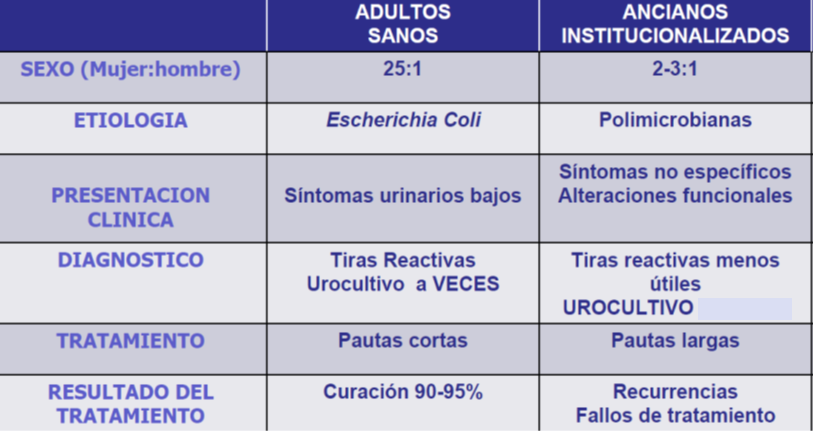 ADULTOS
SANOS
ANCIANOS
INSTITUCIONALIZADOS
SEXO (Mujer:hombre)
25:1
2-3:1
ETIOLOGIA
Escherichia Coli
Polimicrobianas
PRESENTACION
CLINICA
Síntomas urinarios bajos
Síntomas no específicos
Alteraciones funcionales
DIAGNOSTICO
Tiras Reactivas
Urocultivo a VECES
Tiras reactivas menos
útiles
UROCULTIVO
TRATAMIENTO
Pautas cortas
Pautas largas
RESULTADO DEL
TRATAMIENTO
Curación 90-95%
Recurrencias
Fallos de tratamiento